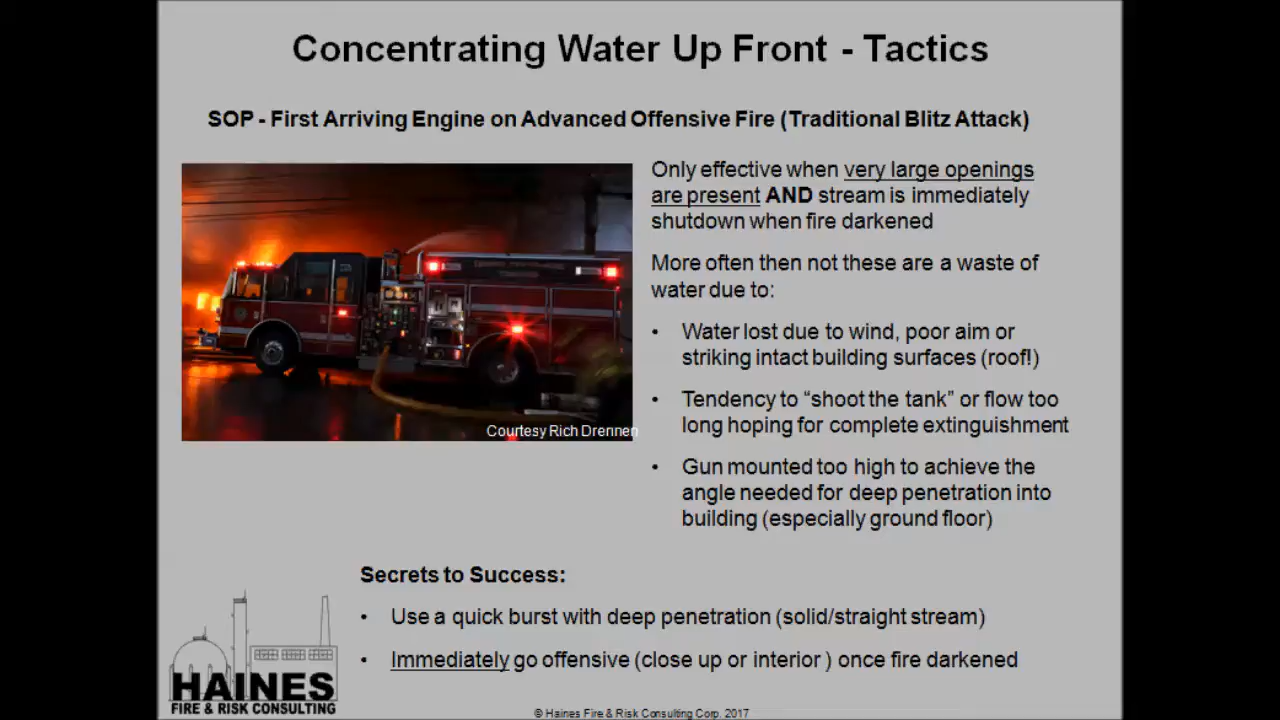 Concentrating Water Up Front - Tactics
SOP - First Arriving Engine on Advanced Offensive Fire (Traditional Blitz Attack)
Only effective when very large openings
are present AND stream is immediately
shutdown when fire darkened
More often then not these are a waste of
water due to:
• Water lost due to wind, poor aim or
striking intact building surfaces (roof!)
• Tendency to “shoot the tank” or flow too
long hoping for complete extinguishment
• Gun mounted too high to achieve the
angle needed for deep penetration into
building (especially ground floor)
Courtesy Rich Drennen
Secrets to Success:
• Use a quick burst with deep penetration (solid/straight stream)
• Immediately go offensive (close up or interior ) once fire darkened
HAINES
FIRE & RISK CONSULTING
© Haines Fire & Risk Consulting Corp. 2017